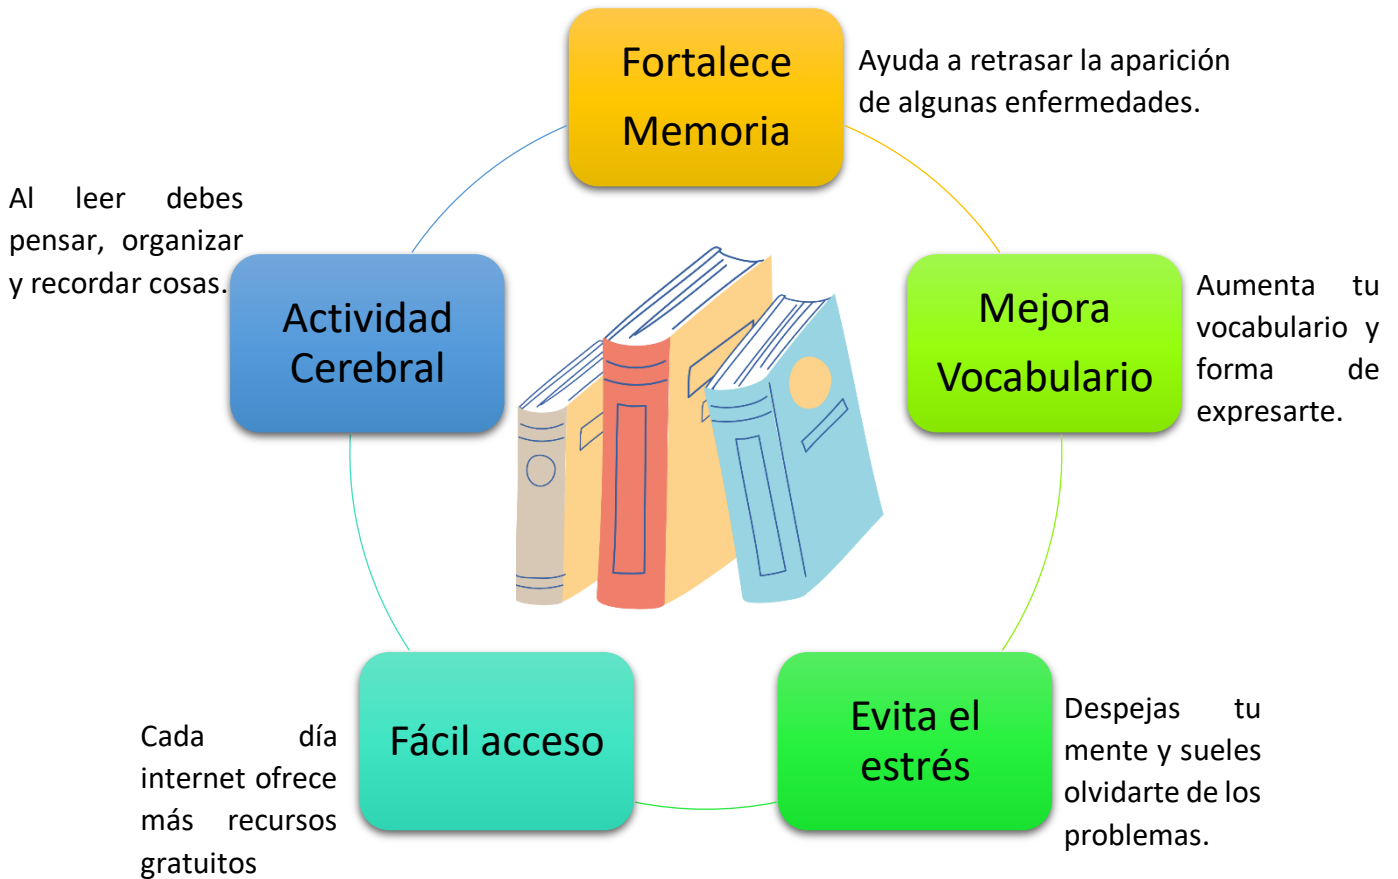 Fortalece
Memoria
Ayuda a retrasar la aparición
de algunas enfermedades.
Mejora
Vocabulario
Aumenta tu
vocabulario y
forma de
expresarte.
Evita el
estrés
Despejas tu
mente y sueles
olvidarte de los
problemas.
Fácil acceso
Cada día
internet ofrece
más recursos
gratuitos
Actividad
Cerebral
Al leer debes
pensar, organizar
y recordar cosas.